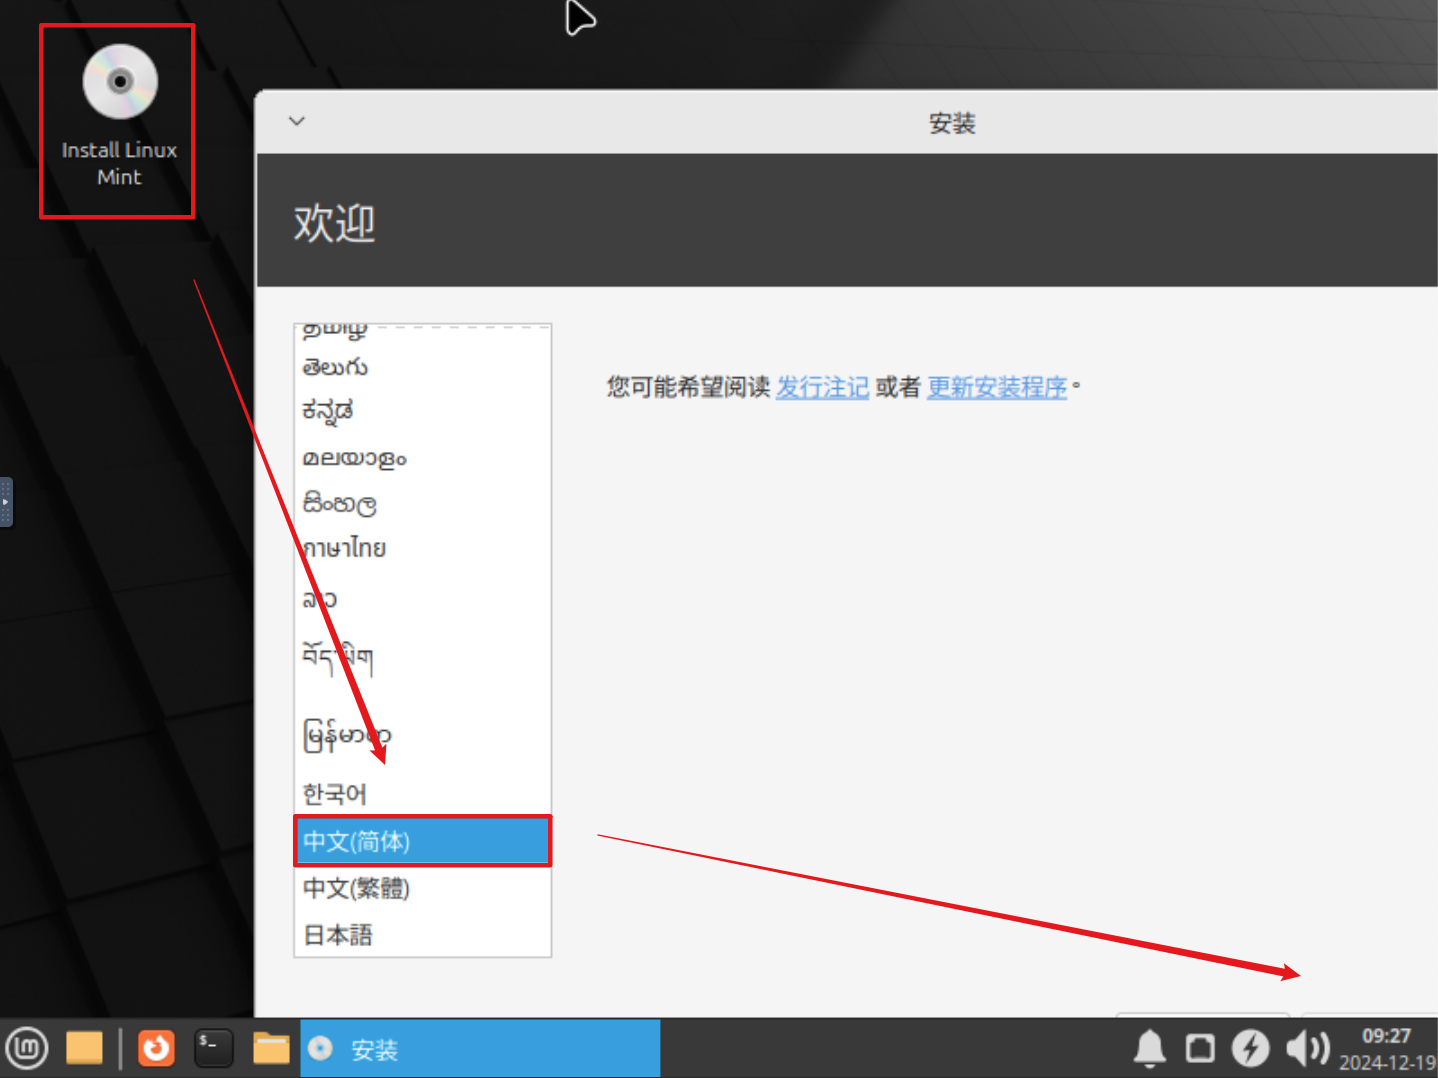 Install Linux
Mint
安装
欢迎
தமிழ்
తెలుగు
ಕನ್ನಡ
മലയാളം
සිංහල
ภาษาไทย
ລາວ
བོད་ཡིག
မြန်မာစာ
한국어
中文(简体)
中文(繁體)
日本語
您可能希望阅读 发行注记 或者 更新安装程序。
安装
09:27
2024-12-19